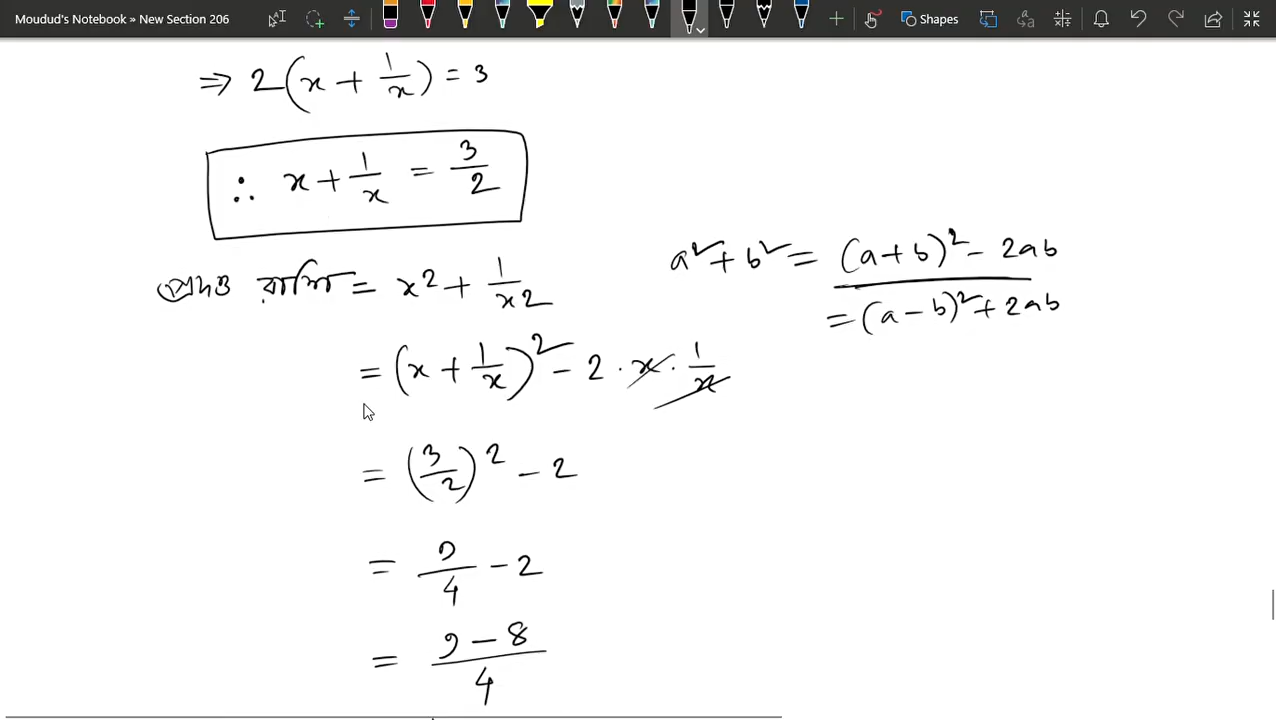 Moudud's Notebook » New Section 206
Shapes
⇒ 2(x + 1/x) = 3
∴ x + 1/x = 3/2
প্রদত্ত রাশি = x² + 1/x²
a² + b² = (a + b)² - 2ab
= (a - b)² + 2ab
= (x + 1/x)² - 2 · x · 1/x
= (3/2)² - 2
= 9/4 - 2
= 9 - 8/4